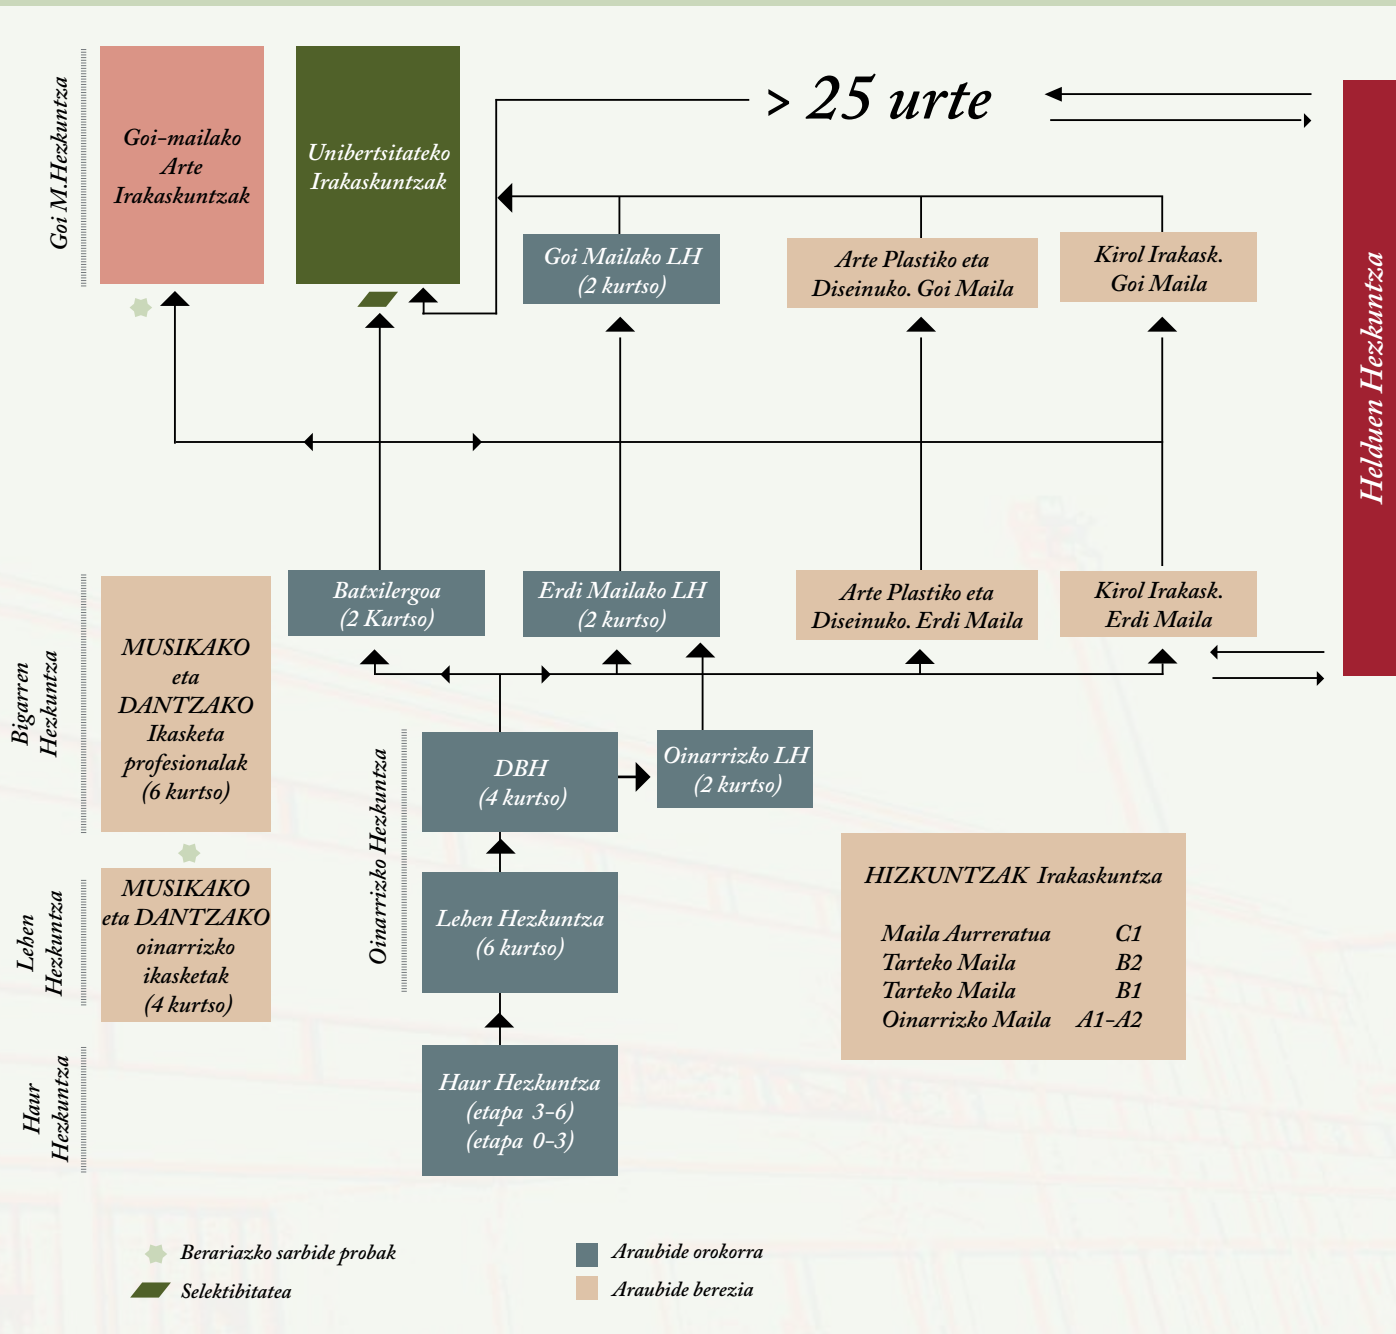 Goi M.Hezkuntza
Goi-mailako
Arte
Irakaskuntzak
Unibertsitateko
Irakaskuntzak
> 25 urte
Goi Mailako LH
(2 kurtso)
Arte Plastiko eta
Diseinuko. Goi Maila
Kirol Irakask.
Goi Maila
Helduen Hezkuntza
Bigarren
Hezkuntza
MUSIKAKO
eta
DANTZAKO
Ikasketa
profesionalak
(6 kurtso)
Batxilergoa
(2 Kurtso)
Erdi Mailako LH
(2 kurtso)
Arte Plastiko eta
Diseinuko. Erdi Maila
Kirol Irakask.
Erdi Maila
Oinarrizko Hezkuntza
DBH
(4 kurtso)
Oinarrizko LH
(2 kurtso)
Lehen
Hezkuntza
MUSIKAKO
eta DANTZAKO
oinarrizko
ikasketak
(4 kurtso)
Lehen Hezkuntza
(6 kurtso)
HIZKUNTZAK Irakaskuntza
Maila Aurreratua C1
Tarteko Maila B2
Tarteko Maila B1
Oinarrizko Maila A1-A2
Haur
Hezkuntza
Haur Hezkuntza
(etapa 3-6)
(etapa 0-3)
Berariazko sarbide probak
Selektibitatea
Araubide orokorra
Araubide berezia